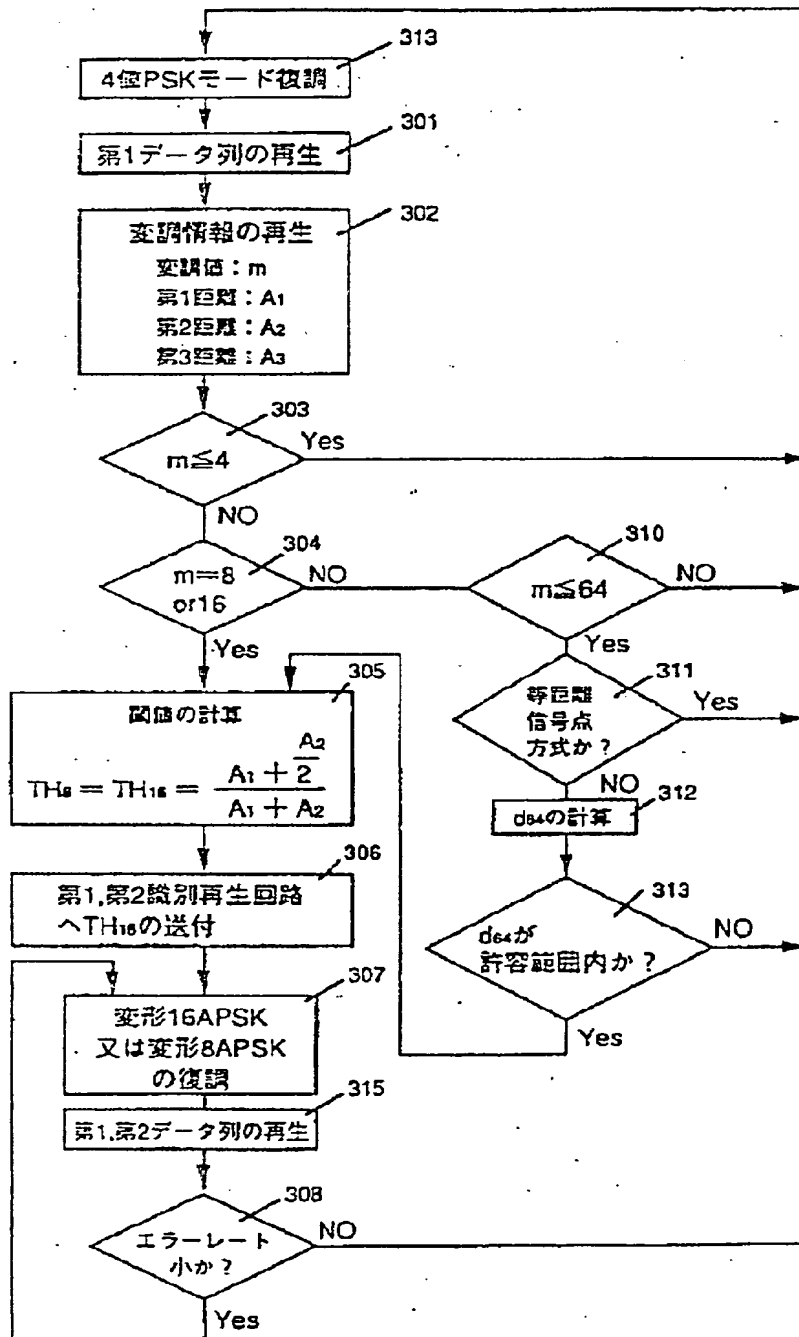 313
4値PSKモード復調
301
第1データ列の再生
302
変調情報の再生
変調値：m
第1距離：A1
第2距離：A2
第3距離：A3
303
m≦4
Yes
NO
304
m=8
or16
NO
Yes
310
m≦64
NO
Yes
311
等距離
信号点
方式か？
Yes
NO
312
d64の計算
313
d64が
許容範囲内か？
NO
Yes
305
閾値の計算
TH8 = TH16 = (A1 + A2/2) / (A1 + A2)
306
第1,第2識別再生回路
へTH16の送付
307
変形16APSK
又は変形8APSK
の復調
315
第1,第2データ列の再生
308
エラーレート
小か？
NO
Yes